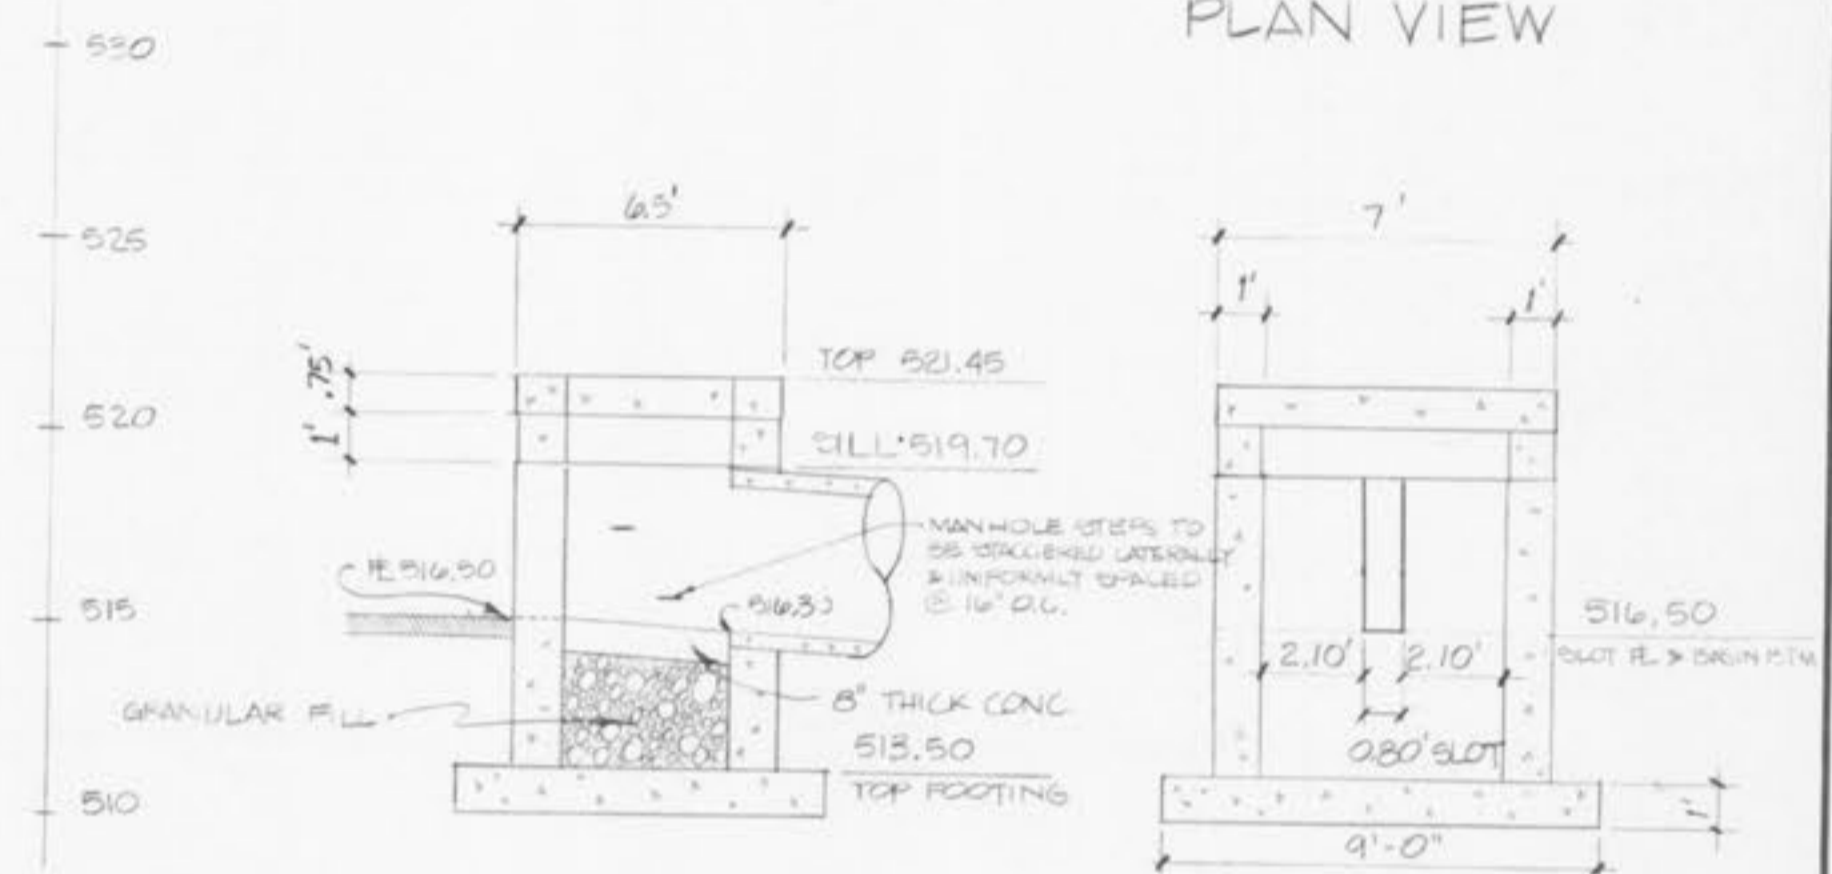 PLAN VIEW
530
525
520
515
510
6.5'
.75'
1'
TOP 521.45
SILL 519.70
MANHOLE STEPS TO
BE STAGGERED LATERALLY
& UNIFORMLY SPACED
@ 16" O.C.
FL 516.50
516.30
GRANULAR FILL
8" THICK CONC.
513.50
TOP FOOTING
7'
1'
1'
516.50
SLOT FL & BASIN BTM
2.10'
2.10'
0.80' SLOT
1'
9'-0"